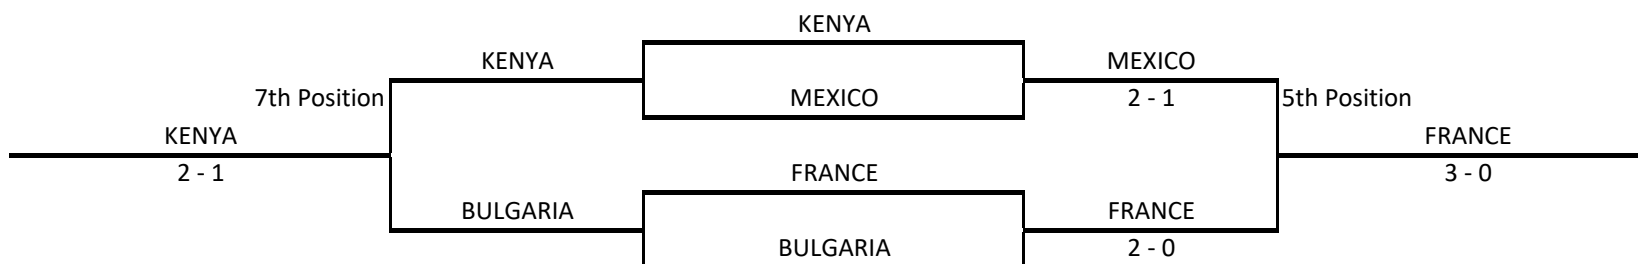 KENYA
KENYA MEXICO
7th Position MEXICO 2 - 1 5th Position
KENYA FRANCE
2 - 1 FRANCE 3 - 0
BULGARIA FRANCE
BULGARIA 2 - 0